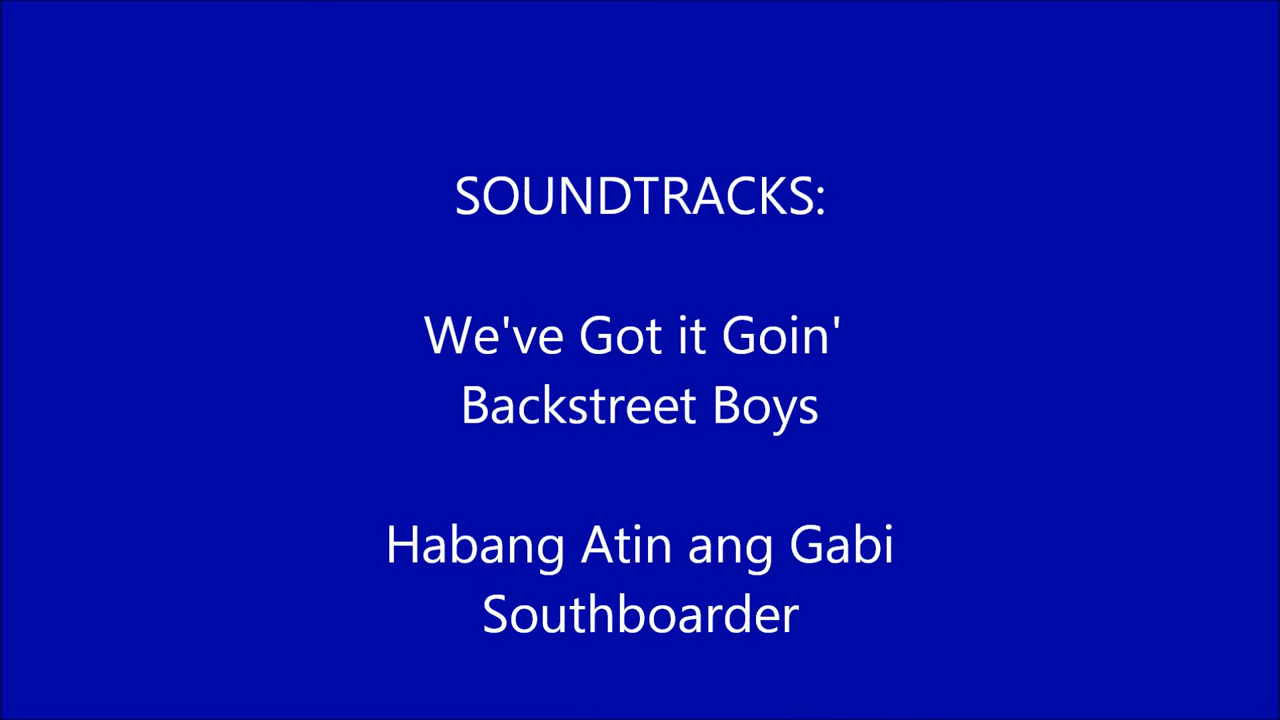 SOUNDTRACKS:
We've Got it Goin'
Backstreet Boys
Habang Atin ang Gabi
Southboarder